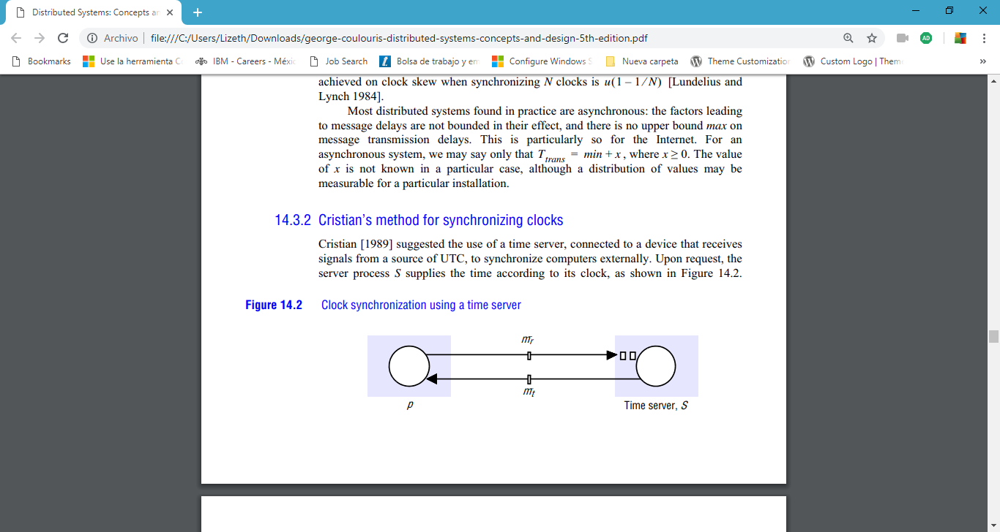 Distributed Systems: Concepts an
Archivo file:///C:/Users/Lizeth/Downloads/george-coulouris-distributed-systems-concepts-and-design-5th-edition.pdf AD
Bookmarks Use la herramienta C IBM - Careers - Méxic Job Search Bolsa de trabajo y em Configure Windows S Nueva carpeta Theme Customization Custom Logo | Them »
achieved on clock skew when synchronizing N clocks is u(1 – 1/N) [Lundelius and
Lynch 1984].
Most distributed systems found in practice are asynchronous: the factors leading
to message delays are not bounded in their effect, and there is no upper bound max on
message transmission delays. This is particularly so for the Internet. For an
asynchronous system, we may say only that T_trans = min + x, where x ≥ 0. The value
of x is not known in a particular case, although a distribution of values may be
measurable for a particular installation.
14.3.2 Cristian's method for synchronizing clocks
Cristian [1989] suggested the use of a time server, connected to a device that receives
signals from a source of UTC, to synchronize computers externally. Upon request, the
server process S supplies the time according to its clock, as shown in Figure 14.2.
Figure 14.2 Clock synchronization using a time server
m_r
m_t
p
Time server, S